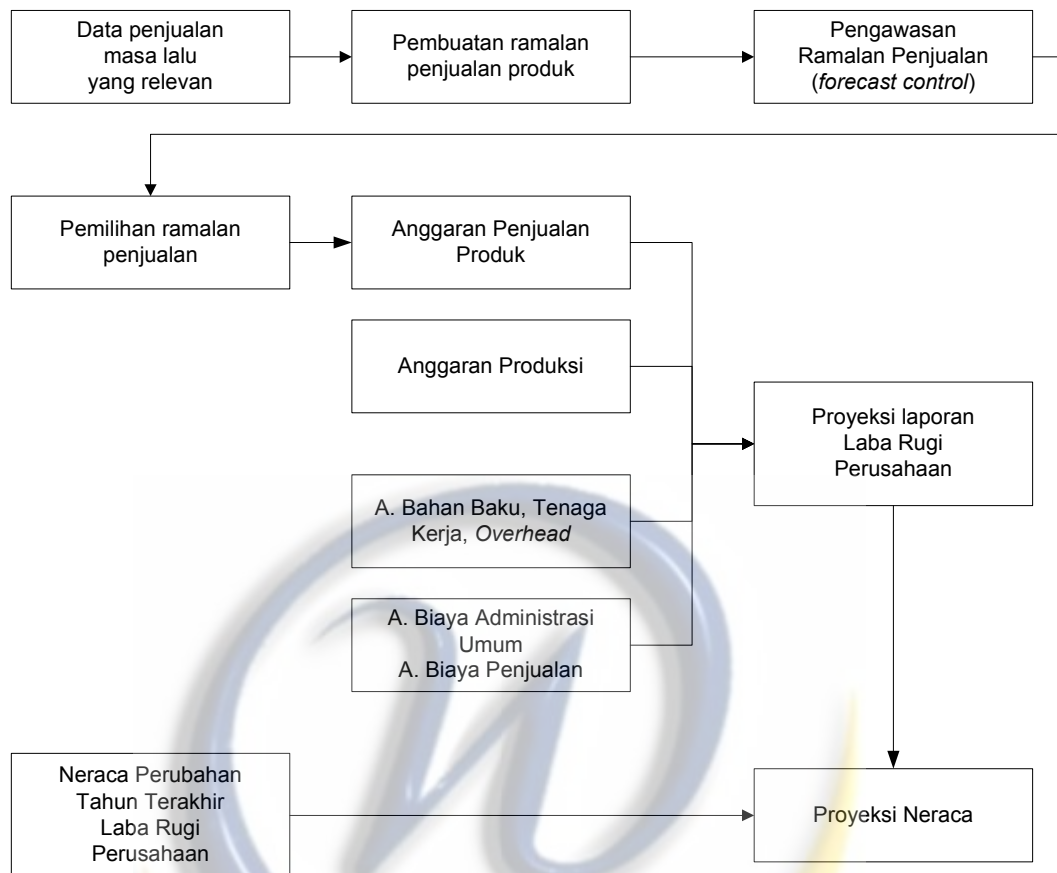 Data penjualan
masa lalu
yang relevan
Pembuatan ramalan
penjualan produk
Pengawasan
Ramalan Penjualan
(forecast control)
Pemilihan ramalan
penjualan
Anggaran Penjualan
Produk
Anggaran Produksi
Proyeksi laporan
Laba Rugi
Perusahaan
A. Bahan Baku, Tenaga
Kerja, Overhead
A. Biaya Administrasi
Umum
A. Biaya Penjualan
Neraca Perubahan
Tahun Terakhir
Laba Rugi
Perusahaan
Proyeksi Neraca